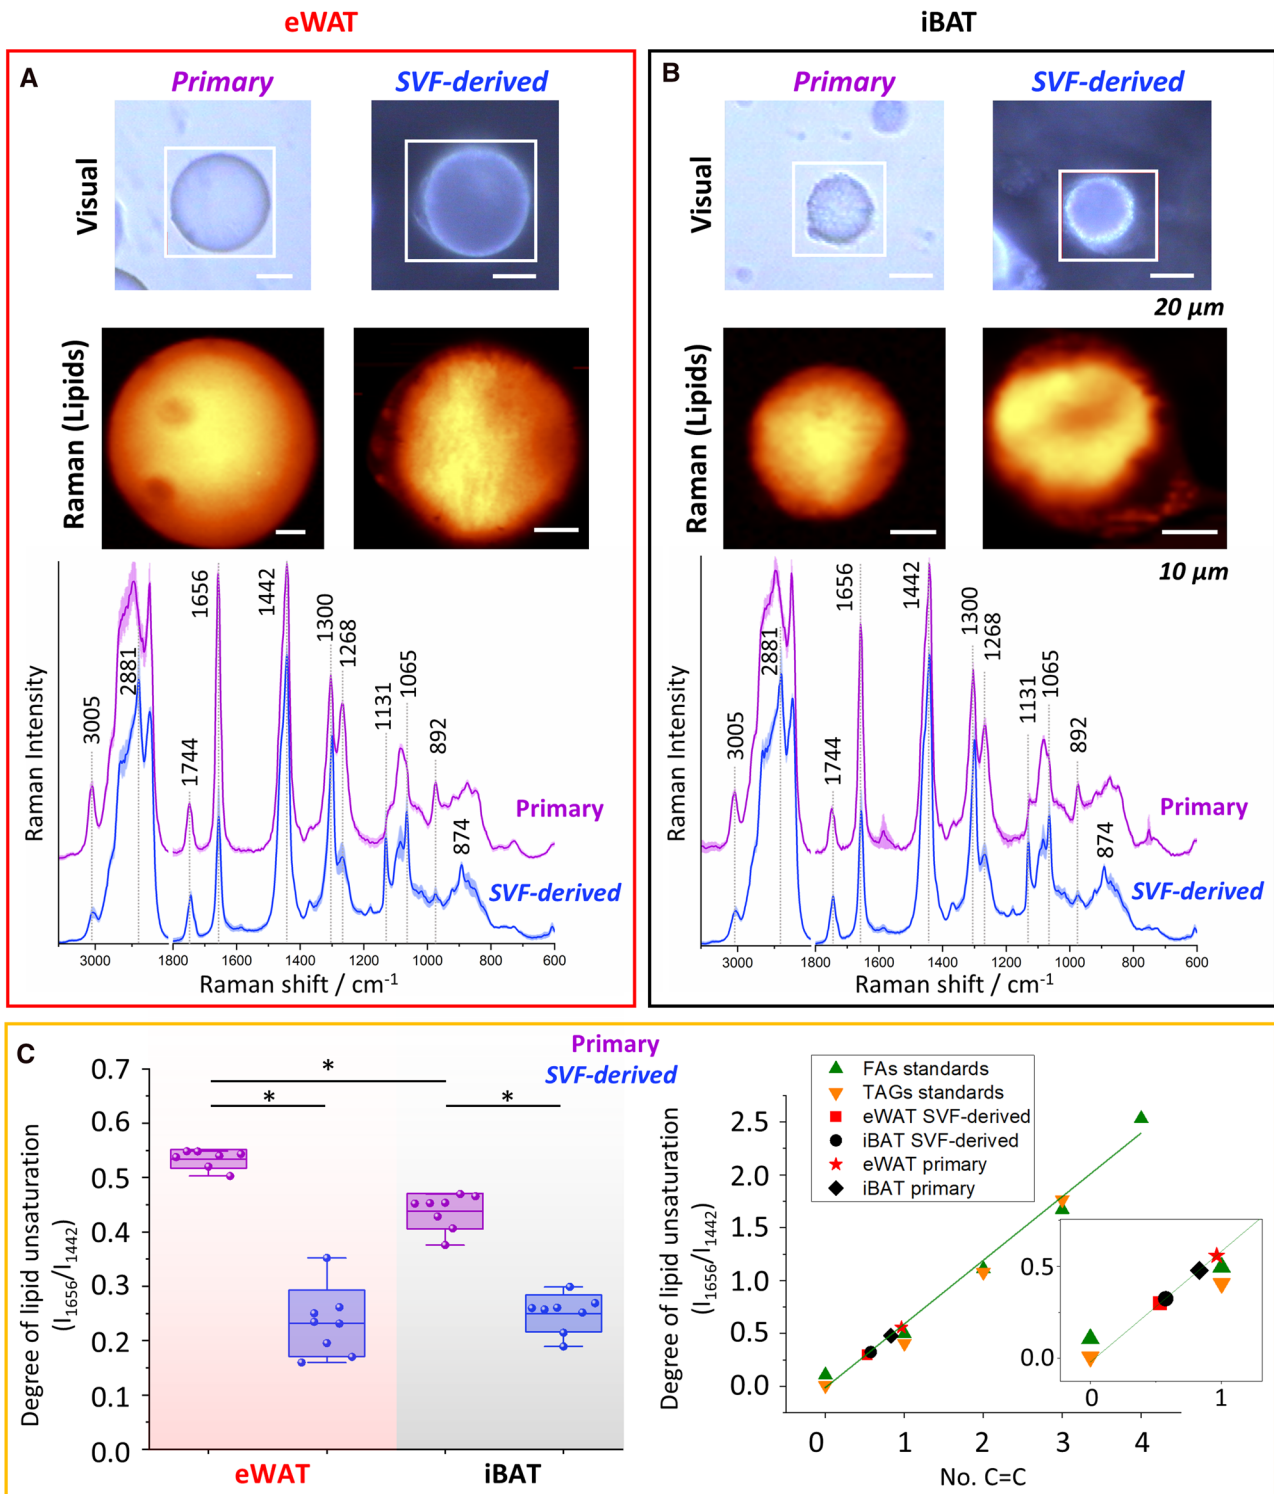 eWAT
iBAT
A
Primary
SVF-derived
B
Primary
SVF-derived
Visual
Visual
20 μm
Raman (Lipids)
Raman (Lipids)
10 μm
Raman Intensity
3005
2881
1744
1656
1442
1300
1268
1131
1065
892
874
Primary
SVF-derived
3000 1800 1600 1400 1200 1000 800 600
Raman shift / cm-1
Raman Intensity
3005
2881
1744
1656
1442
1300
1268
1131
1065
892
874
Primary
SVF-derived
3000 1800 1600 1400 1200 1000 800 600
Raman shift / cm-1
C
Primary
SVF-derived
Degree of lipid unsaturation
(I1656/I1442)
0.7
0.6
0.5
0.4
0.3
0.2
0.1
0.0
*
*
*
eWAT
iBAT
Degree of lipid unsaturation
(I1656/I1442)
2.5
2.0
1.5
1.0
0.5
0.0
FAs standards
TAGs standards
eWAT SVF-derived
iBAT SVF-derived
eWAT primary
iBAT primary
0.5
0.0
0 1
0 1 2 3 4
No. C=C